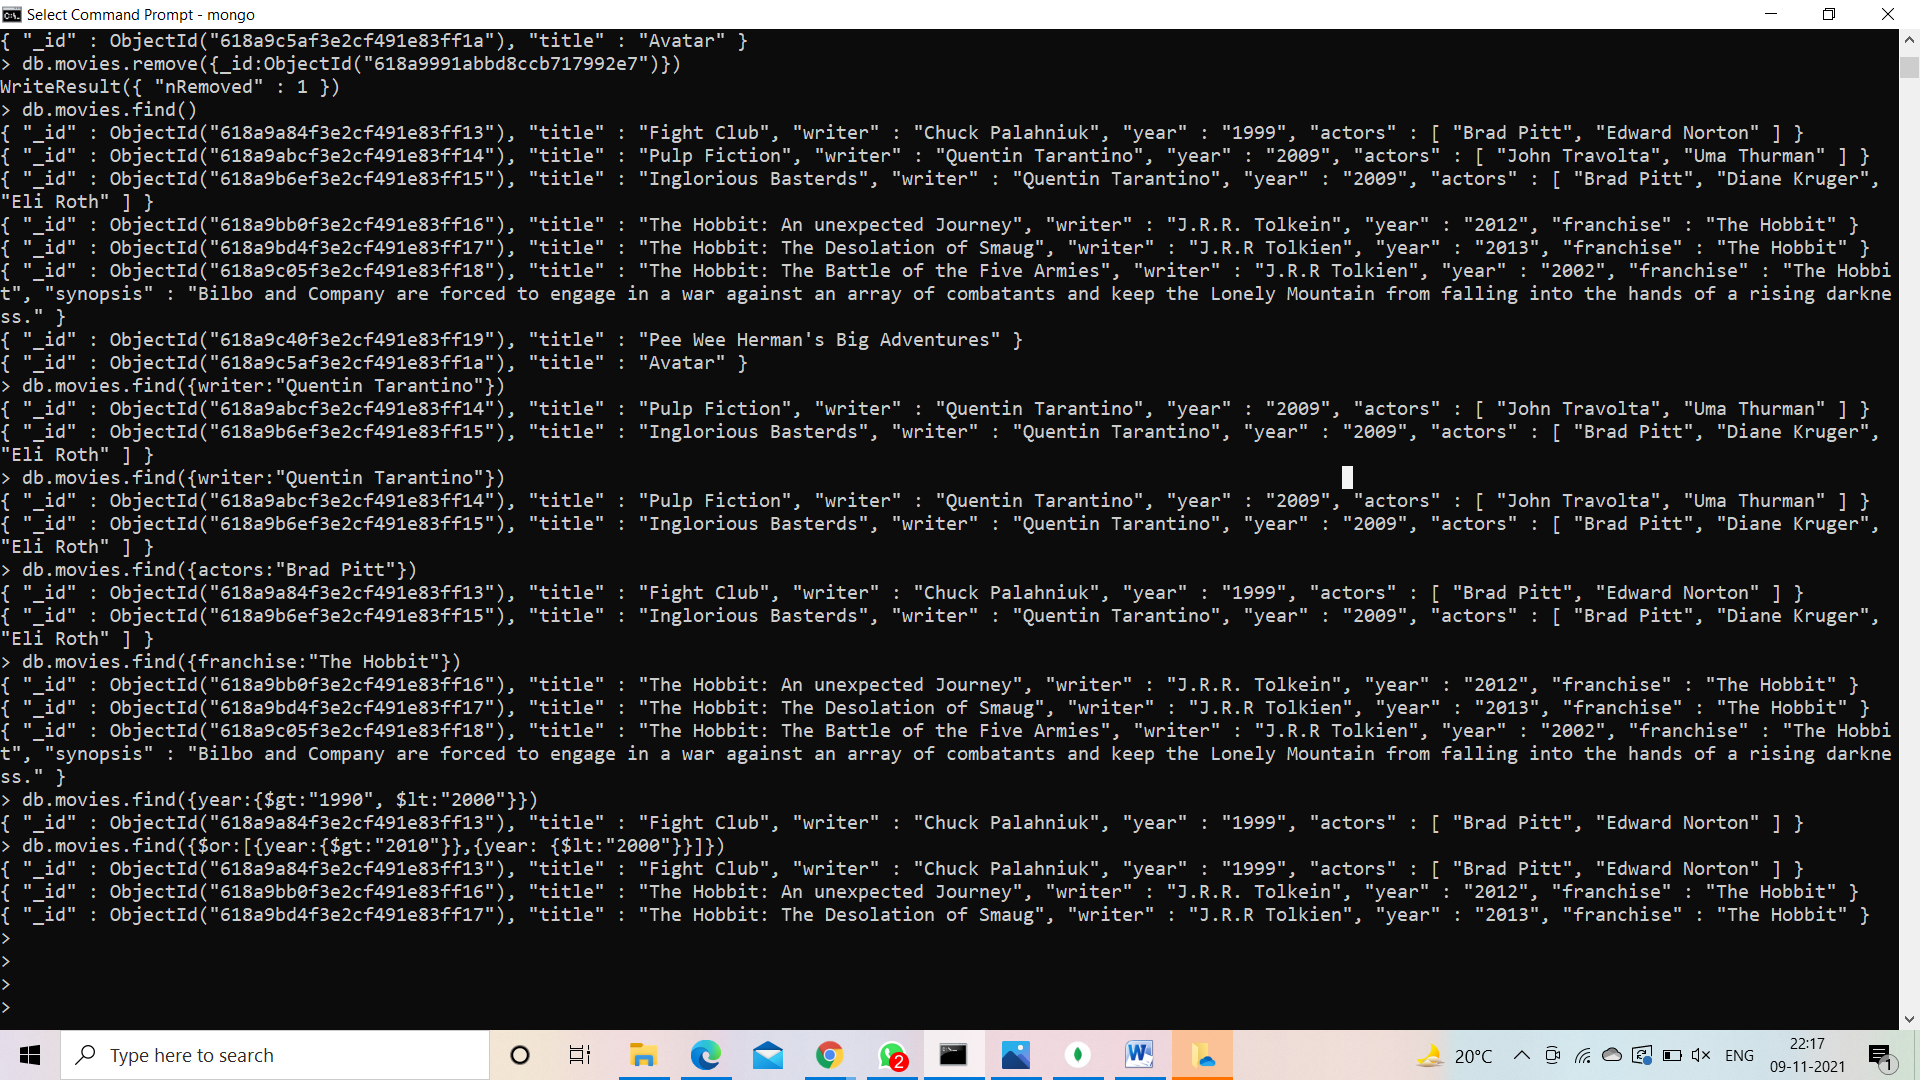 Select Command Prompt - mongo
{ "_id" : ObjectId("618a9c5af3e2cf491e83ff1a"), "title" : "Avatar" }
> db.movies.remove({_id:ObjectId("618a9991abbd8ccb717992e7")})
WriteResult({ "nRemoved" : 1 })
> db.movies.find()
{ "_id" : ObjectId("618a9a84f3e2cf491e83ff13"), "title" : "Fight Club", "writer" : "Chuck Palahniuk", "year" : "1999", "actors" : [ "Brad Pitt", "Edward Norton" ] }
{ "_id" : ObjectId("618a9abcf3e2cf491e83ff14"), "title" : "Pulp Fiction", "writer" : "Quentin Tarantino", "year" : "2009", "actors" : [ "John Travolta", "Uma Thurman" ] }
{ "_id" : ObjectId("618a9b6ef3e2cf491e83ff15"), "title" : "Inglorious Basterds", "writer" : "Quentin Tarantino", "year" : "2009", "actors" : [ "Brad Pitt", "Diane Kruger",
"Eli Roth" ] }
{ "_id" : ObjectId("618a9bb0f3e2cf491e83ff16"), "title" : "The Hobbit: An unexpected Journey", "writer" : "J.R.R. Tolkein", "year" : "2012", "franchise" : "The Hobbit" }
{ "_id" : ObjectId("618a9bd4f3e2cf491e83ff17"), "title" : "The Hobbit: The Desolation of Smaug", "writer" : "J.R.R Tolkien", "year" : "2013", "franchise" : "The Hobbit" }
{ "_id" : ObjectId("618a9c05f3e2cf491e83ff18"), "title" : "The Hobbit: The Battle of the Five Armies", "writer" : "J.R.R Tolkien", "year" : "2002", "franchise" : "The Hobbi
t", "synopsis" : "Bilbo and Company are forced to engage in a war against an array of combatants and keep the Lonely Mountain from falling into the hands of a rising darkne
ss." }
{ "_id" : ObjectId("618a9c40f3e2cf491e83ff19"), "title" : "Pee Wee Herman's Big Adventures" }
{ "_id" : ObjectId("618a9c5af3e2cf491e83ff1a"), "title" : "Avatar" }
> db.movies.find({writer:"Quentin Tarantino"})
{ "_id" : ObjectId("618a9abcf3e2cf491e83ff14"), "title" : "Pulp Fiction", "writer" : "Quentin Tarantino", "year" : "2009", "actors" : [ "John Travolta", "Uma Thurman" ] }
{ "_id" : ObjectId("618a9b6ef3e2cf491e83ff15"), "title" : "Inglorious Basterds", "writer" : "Quentin Tarantino", "year" : "2009", "actors" : [ "Brad Pitt", "Diane Kruger",
"Eli Roth" ] }
> db.movies.find({writer:"Quentin Tarantino"})
{ "_id" : ObjectId("618a9abcf3e2cf491e83ff14"), "title" : "Pulp Fiction", "writer" : "Quentin Tarantino", "year" : "2009", "actors" : [ "John Travolta", "Uma Thurman" ] }
{ "_id" : ObjectId("618a9b6ef3e2cf491e83ff15"), "title" : "Inglorious Basterds", "writer" : "Quentin Tarantino", "year" : "2009", "actors" : [ "Brad Pitt", "Diane Kruger",
"Eli Roth" ] }
> db.movies.find({actors:"Brad Pitt"})
{ "_id" : ObjectId("618a9a84f3e2cf491e83ff13"), "title" : "Fight Club", "writer" : "Chuck Palahniuk", "year" : "1999", "actors" : [ "Brad Pitt", "Edward Norton" ] }
{ "_id" : ObjectId("618a9b6ef3e2cf491e83ff15"), "title" : "Inglorious Basterds", "writer" : "Quentin Tarantino", "year" : "2009", "actors" : [ "Brad Pitt", "Diane Kruger",
"Eli Roth" ] }
> db.movies.find({franchise:"The Hobbit"})
{ "_id" : ObjectId("618a9bb0f3e2cf491e83ff16"), "title" : "The Hobbit: An unexpected Journey", "writer" : "J.R.R. Tolkein", "year" : "2012", "franchise" : "The Hobbit" }
{ "_id" : ObjectId("618a9bd4f3e2cf491e83ff17"), "title" : "The Hobbit: The Desolation of Smaug", "writer" : "J.R.R Tolkien", "year" : "2013", "franchise" : "The Hobbit" }
{ "_id" : ObjectId("618a9c05f3e2cf491e83ff18"), "title" : "The Hobbit: The Battle of the Five Armies", "writer" : "J.R.R Tolkien", "year" : "2002", "franchise" : "The Hobbi
t", "synopsis" : "Bilbo and Company are forced to engage in a war against an array of combatants and keep the Lonely Mountain from falling into the hands of a rising darkne
ss." }
> db.movies.find({year:{$gt:"1990", $lt:"2000"}})
{ "_id" : ObjectId("618a9a84f3e2cf491e83ff13"), "title" : "Fight Club", "writer" : "Chuck Palahniuk", "year" : "1999", "actors" : [ "Brad Pitt", "Edward Norton" ] }
> db.movies.find({$or:[{year:{$gt:"2010"}},{year: {$lt:"2000"}}]})
{ "_id" : ObjectId("618a9a84f3e2cf491e83ff13"), "title" : "Fight Club", "writer" : "Chuck Palahniuk", "year" : "1999", "actors" : [ "Brad Pitt", "Edward Norton" ] }
{ "_id" : ObjectId("618a9bb0f3e2cf491e83ff16"), "title" : "The Hobbit: An unexpected Journey", "writer" : "J.R.R. Tolkein", "year" : "2012", "franchise" : "The Hobbit" }
{ "_id" : ObjectId("618a9bd4f3e2cf491e83ff17"), "title" : "The Hobbit: The Desolation of Smaug", "writer" : "J.R.R Tolkien", "year" : "2013", "franchise" : "The Hobbit" }
>
>
>
>
Type here to search
2
20°C
ENG
22:17
09-11-2021
1